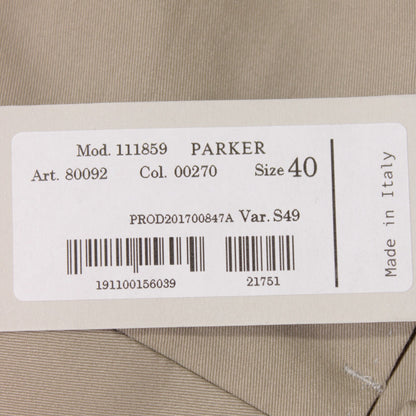 Mod. 111859 PARKER
Art. 80092 Col. 00270 Size 40
PROD201700847A Var. S49
191100156039 21751
Made in Italy